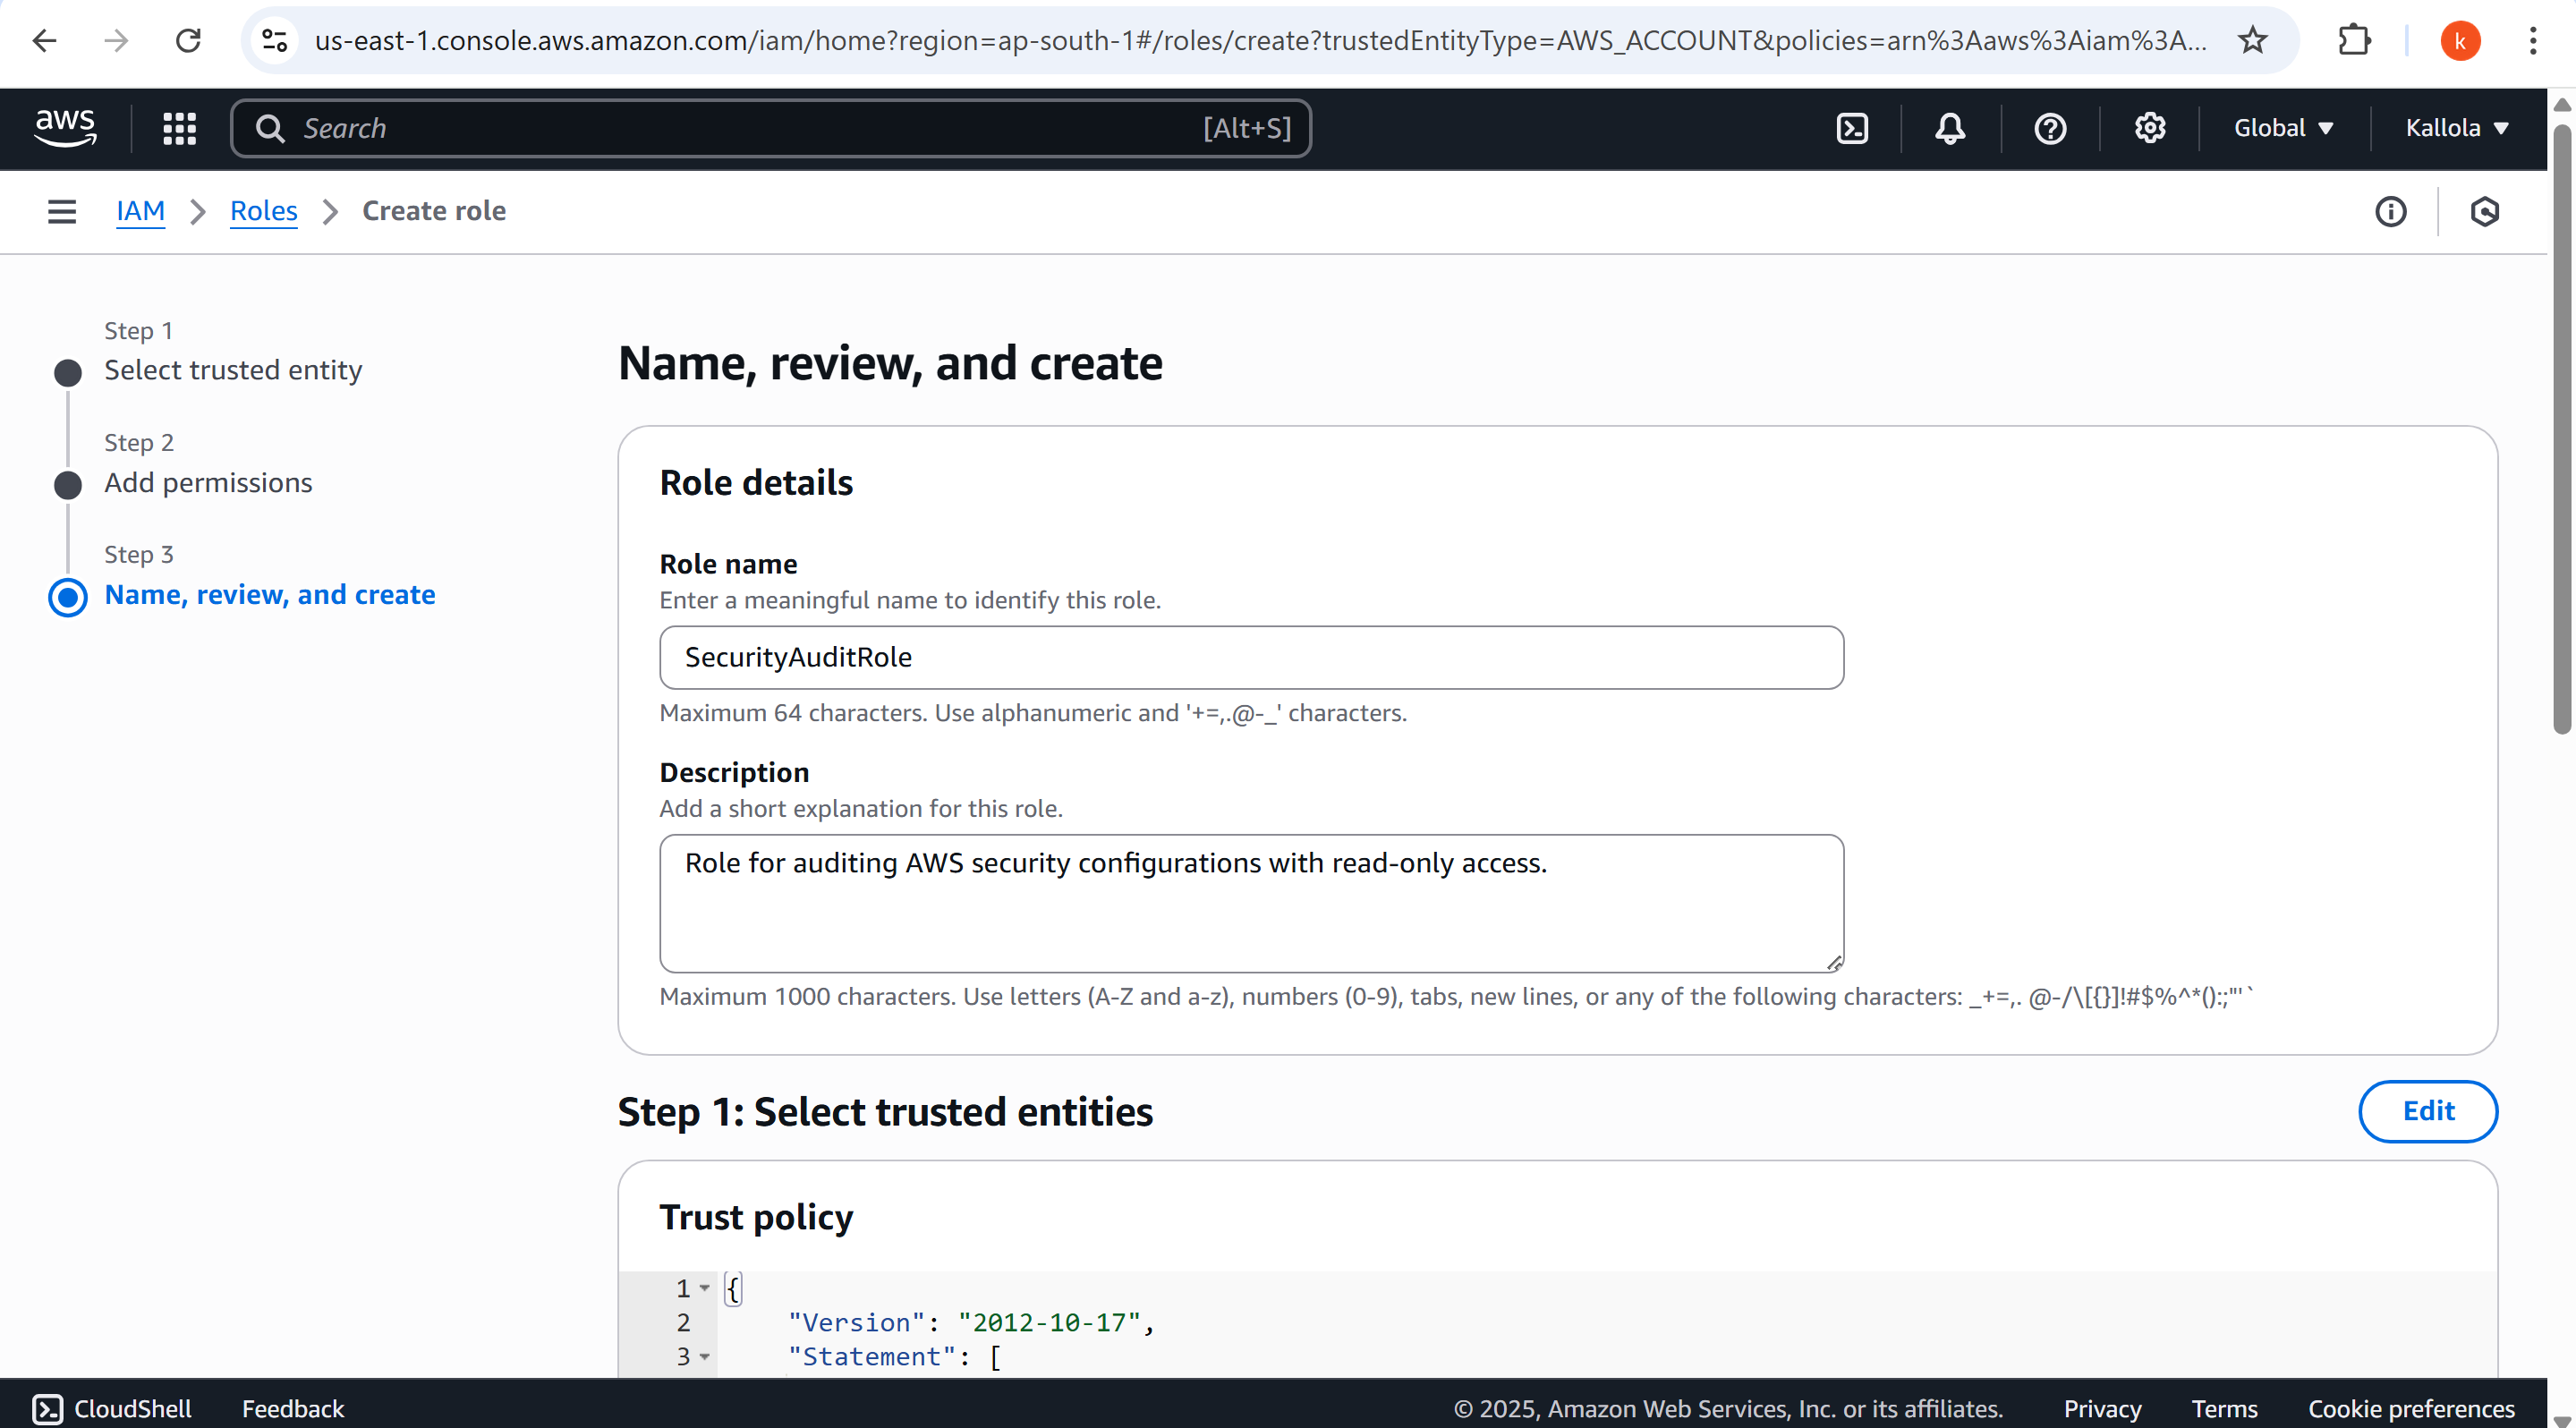 us-east-1.console.aws.amazon.com/iam/home?region=ap-south-1#/roles/create?trustedEntityType=AWS_ACCOUNT&policies=arn%3Aaws%3Aiam%3A...
k
aws
Search
[Alt+S]
Global
Kallola
IAM
Roles
Create role
Step 1
Select trusted entity
Step 2
Add permissions
Step 3
Name, review, and create
Name, review, and create
Role details
Role name
Enter a meaningful name to identify this role.
SecurityAuditRole
Maximum 64 characters. Use alphanumeric and '+=,.@-_' characters.
Description
Add a short explanation for this role.
Role for auditing AWS security configurations with read-only access.
Maximum 1000 characters. Use letters (A-Z and a-z), numbers (0-9), tabs, new lines, or any of the following characters: _+=,. @-/\[{}]!#$%^*():;"'`
Step 1: Select trusted entities
Edit
Trust policy
1 {
2 "Version": "2012-10-17",
3 "Statement": [
CloudShell
Feedback
© 2025, Amazon Web Services, Inc. or its affiliates.
Privacy
Terms
Cookie preferences